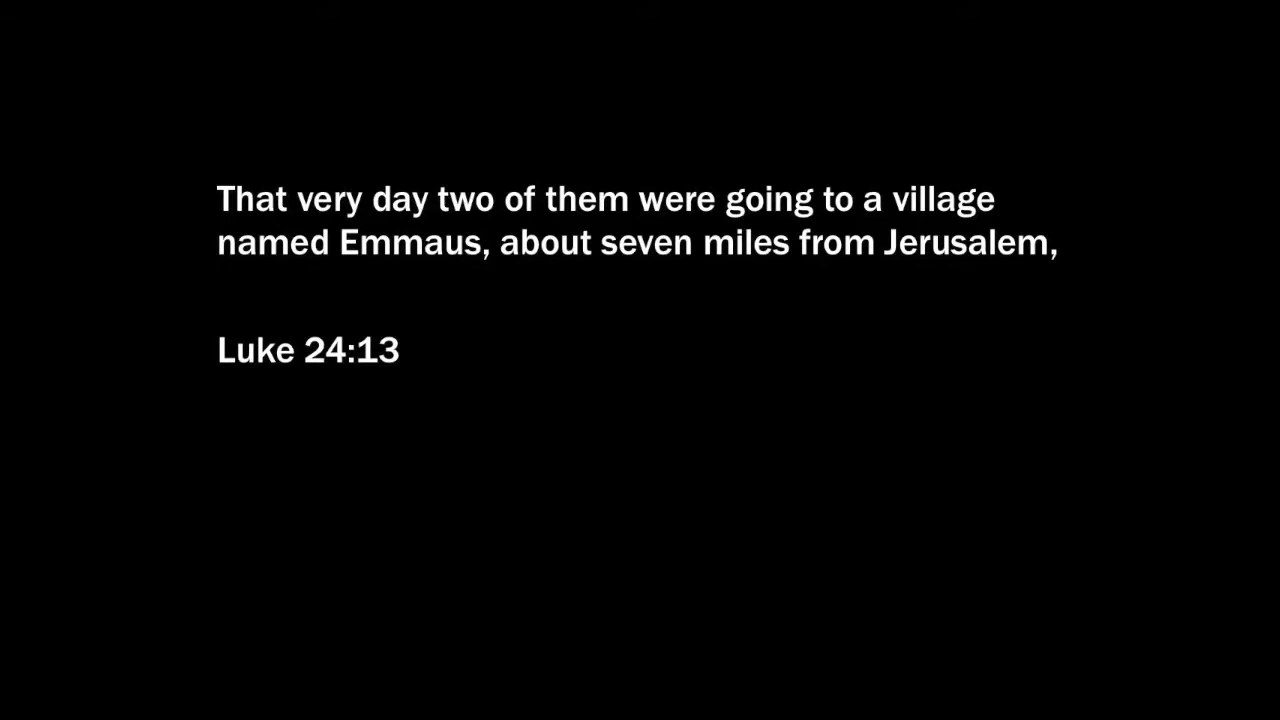 That very day two of them were going to a village
named Emmaus, about seven miles from Jerusalem,
Luke 24:13